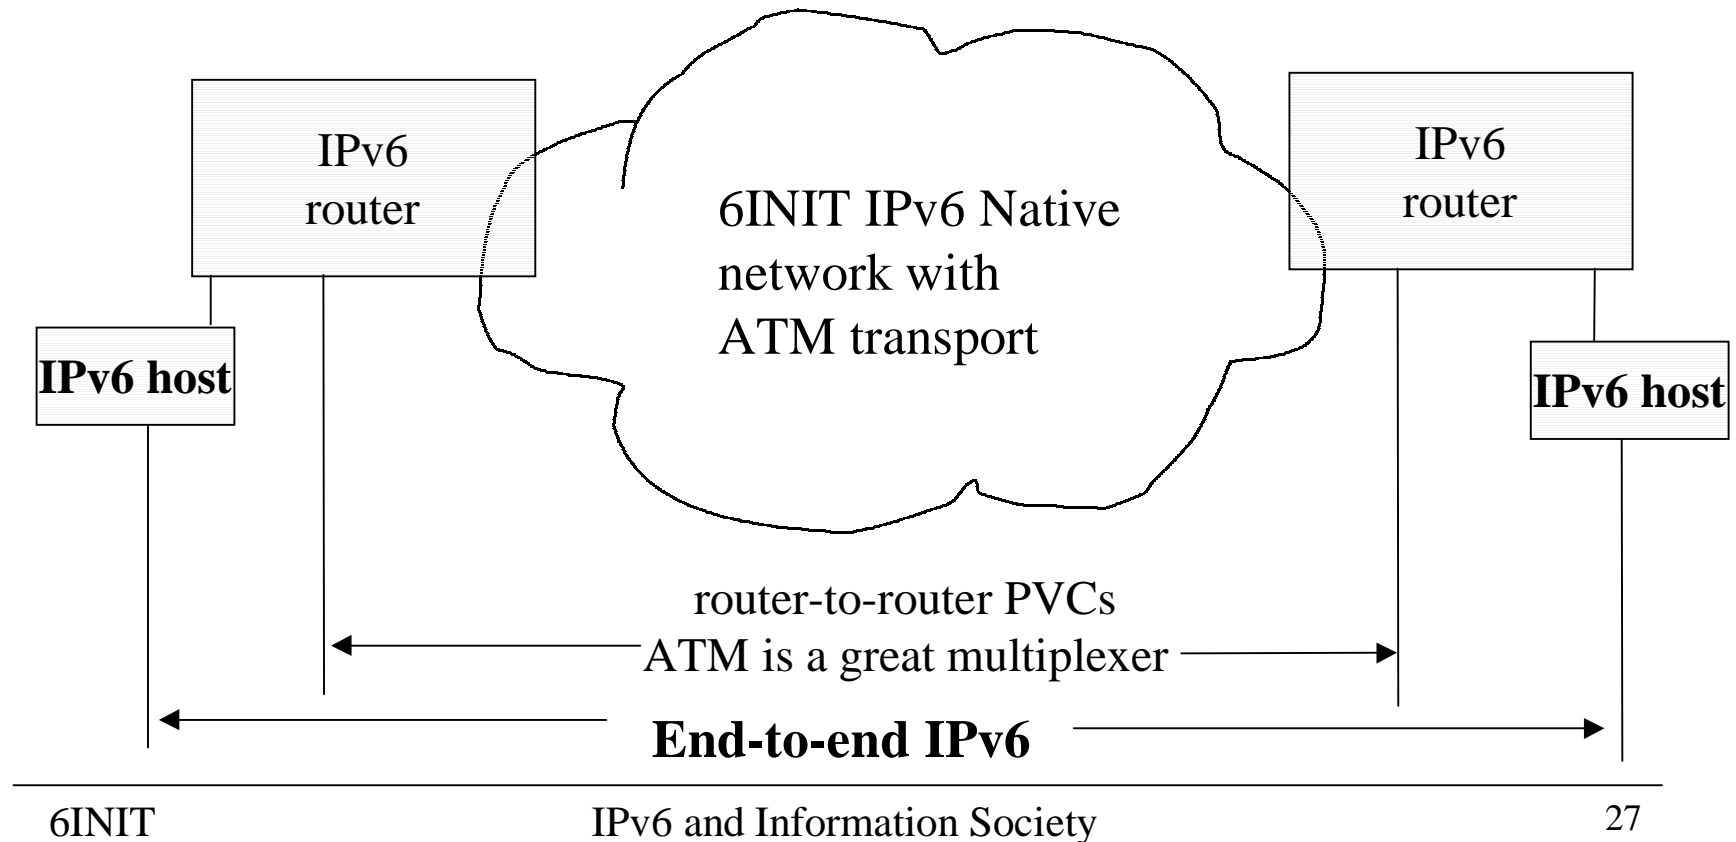 IPv6
router
6INIT IPv6 Native
network with
ATM transport
IPv6
router
IPv6 host
IPv6 host
router-to-router PVCs
ATM is a great multiplexer
End-to-end IPv6
6INIT
IPv6 and Information Society
27